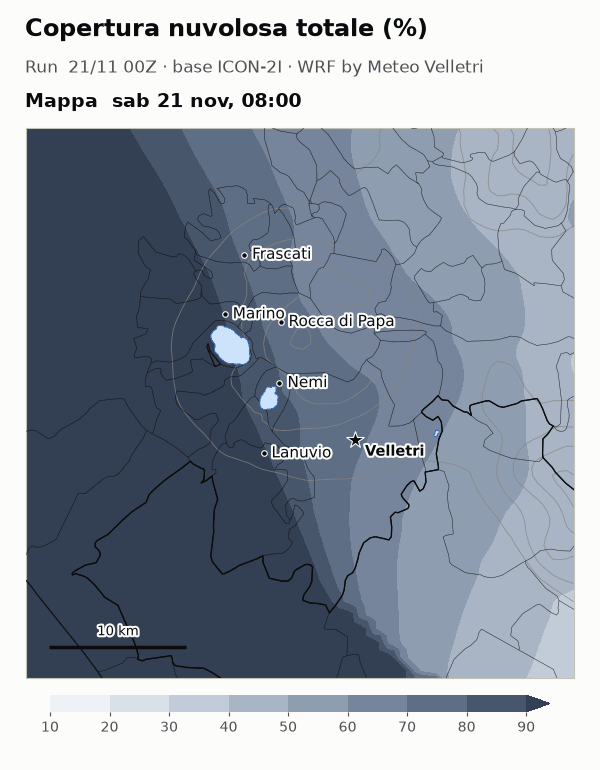 Copertura nuvolosa totale (%)
Run  21/11 00Z · base ICON-2I · WRF by Meteo Velletri
Mappa  sab 21 nov, 08:00
Frascati
Marino
Rocca di Papa
Nemi
Velletri
Lanuvio
10 km
10 20 30 40 50 60 70 80 90